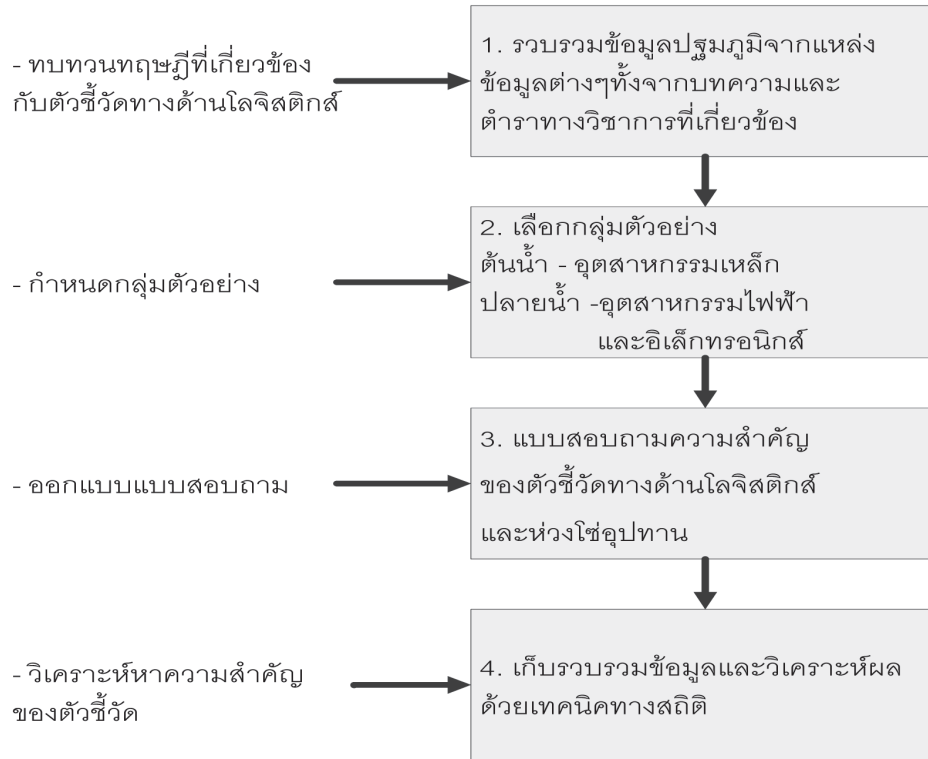 - ทบทวนทฤษฎีที่เกี่ยวข้อง
กับตัวชี้วัดทางด้านโลจิสติกส์
1. รวบรวมข้อมูลปฐมภูมิจากแหล่ง
ข้อมูลต่างๆทั้งจากบทความและ
ตำราทางวิชาการที่เกี่ยวข้อง
- กำหนดกลุ่มตัวอย่าง
2. เลือกกลุ่มตัวอย่าง
ต้นน้ำ - อุตสาหกรรมเหล็ก
ปลายน้ำ -อุตสาหกรรมไฟฟ้า
และอิเล็กทรอนิกส์
- ออกแบบแบบสอบถาม
3. แบบสอบถามความสำคัญ
ของตัวชี้วัดทางด้านโลจิสติกส์
และห่วงโซ่อุปทาน
- วิเคราะห์หาความสำคัญ
ของตัวชี้วัด
4. เก็บรวบรวมข้อมูลและวิเคราะห์ผล
ด้วยเทคนิคทางสถิติ